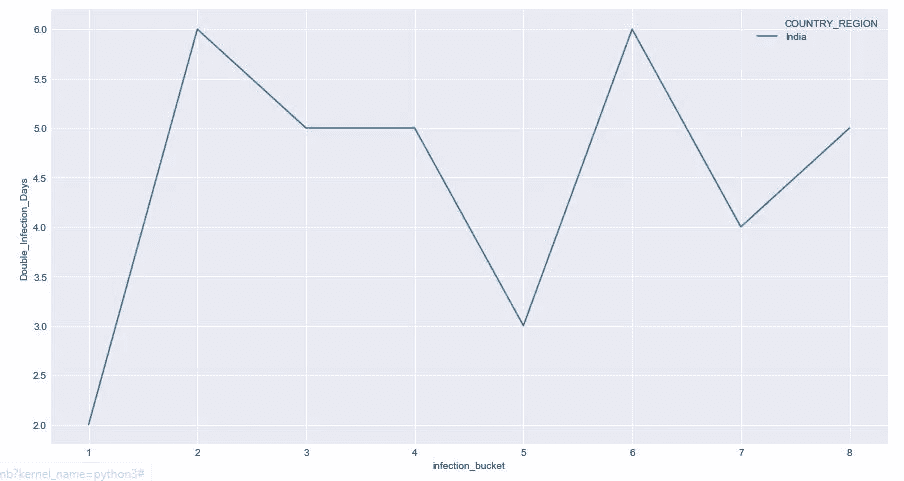 COUNTRY_REGION
India
6.0
5.5
5.0
4.5
4.0
3.5
3.0
2.5
2.0
Double_Infection_Days
1 2 3 4 5 6 7 8
infection_bucket
nb?kernel_name=python3#